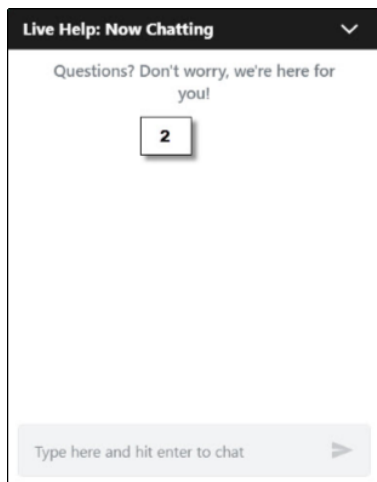 Live Help: Now Chatting
Questions? Don't worry, we're here for
you!
2
Type here and hit enter to chat